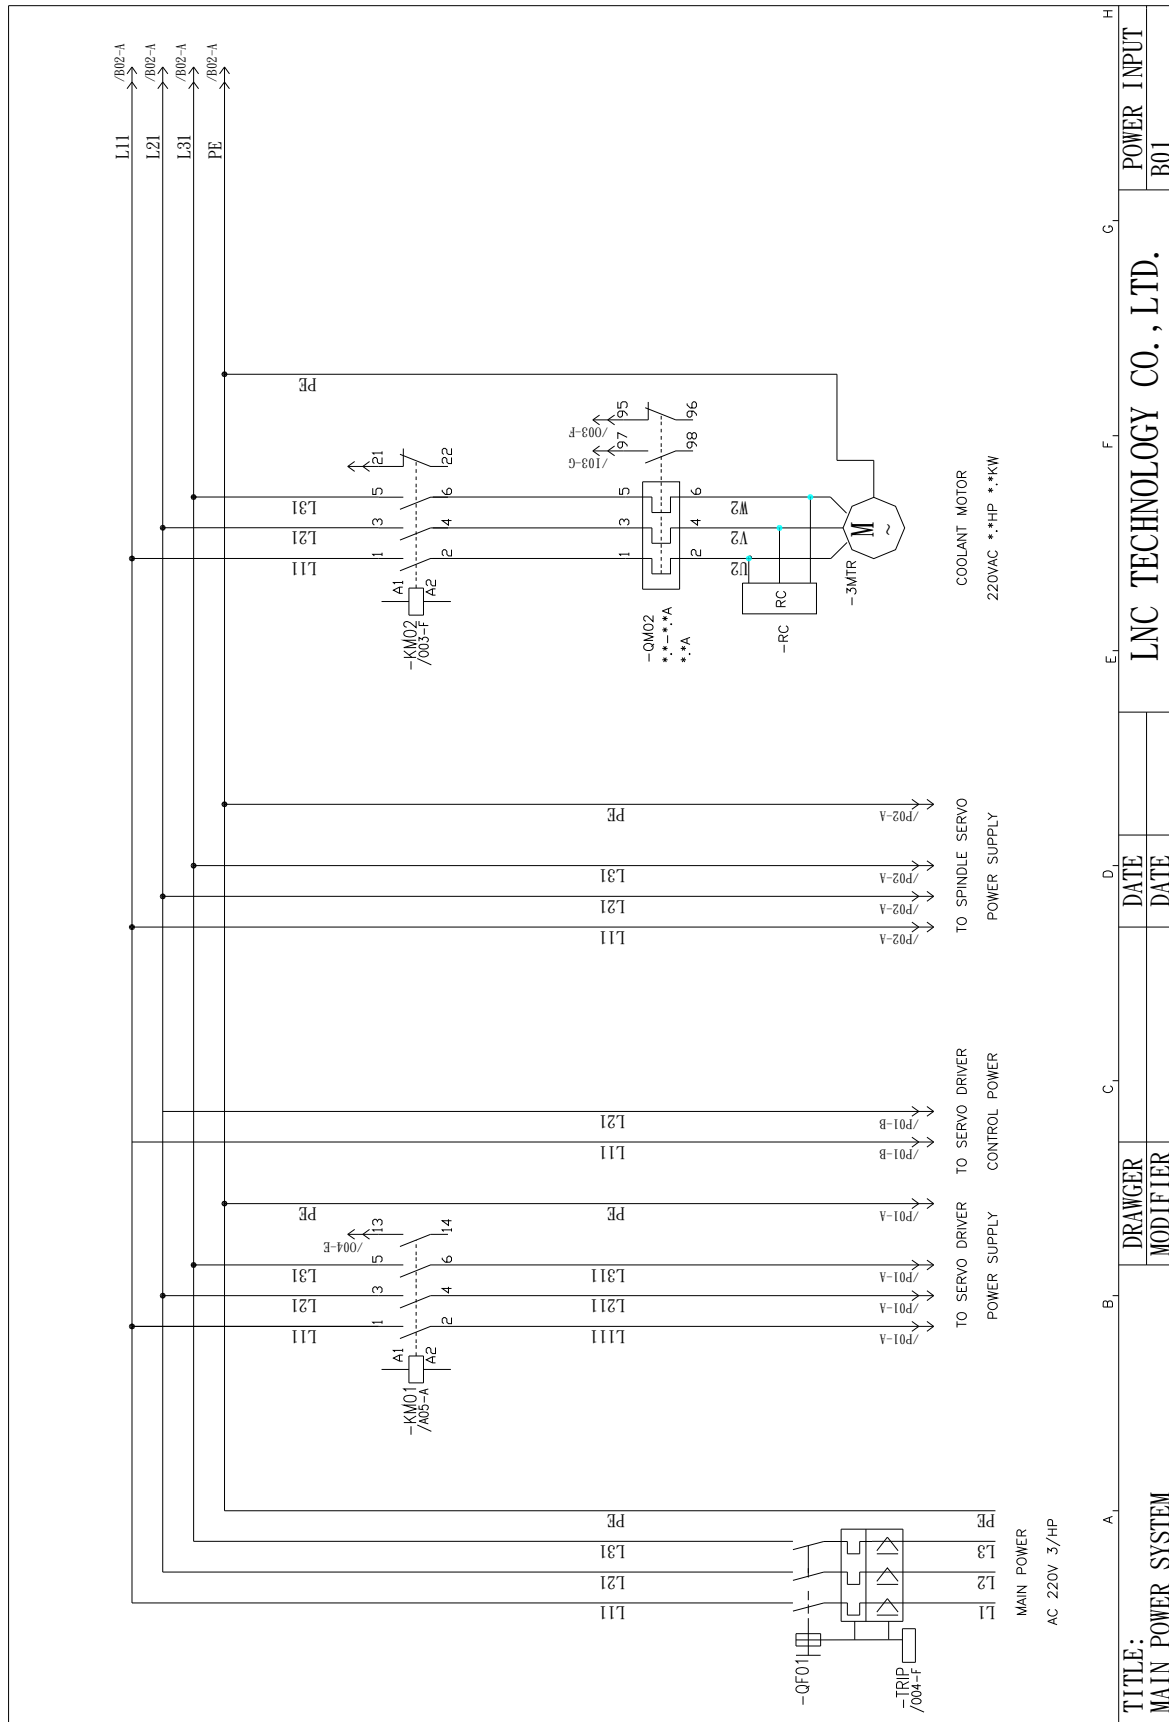 L11 /B02-A
L21 /B02-A
L31 /B02-A
PE /B02-A
L11
L21
L31
PE
-QF01
-TRIP
/O04-F
L1
L2
L3
PE
MAIN POWER
AC 220V 3/HP
L11
L21
L31
PE
-KM01
/A05-A
A1
A2
1
3
5
13
/O04-E
2
4
6
14
L111
L211
L311
PE
/P01-A
/P01-A
/P01-A
/P01-A
TO SERVO DRIVER
POWER SUPPLY
L11
L21
/P01-B
/P01-B
TO SERVO DRIVER
CONTROL POWER
L11
L21
L31
PE
/P02-A
/P02-A
/P02-A
/P02-A
TO SPINDLE SERVO
POWER SUPPLY
L11
L21
L31
PE
-KM02
/O03-F
A1
A2
1
3
5
21
2
4
6
22
-QM02
*.*-*.*A
*.*A
1
3
5
/I03-G
97
/O03-F
95
2
4
6
98
96
U2
V2
W2
-RC
RC
-3MTR
M
~
COOLANT MOTOR
220VAC *.*HP *.*KW
A
B
C
D
E
F
G
H
TITLE:
MAIN POWER SYSTEM
DRAWGER
MODIFIER
DATE
DATE
LNC TECHNOLOGY CO., LTD.
POWER INPUT
B01